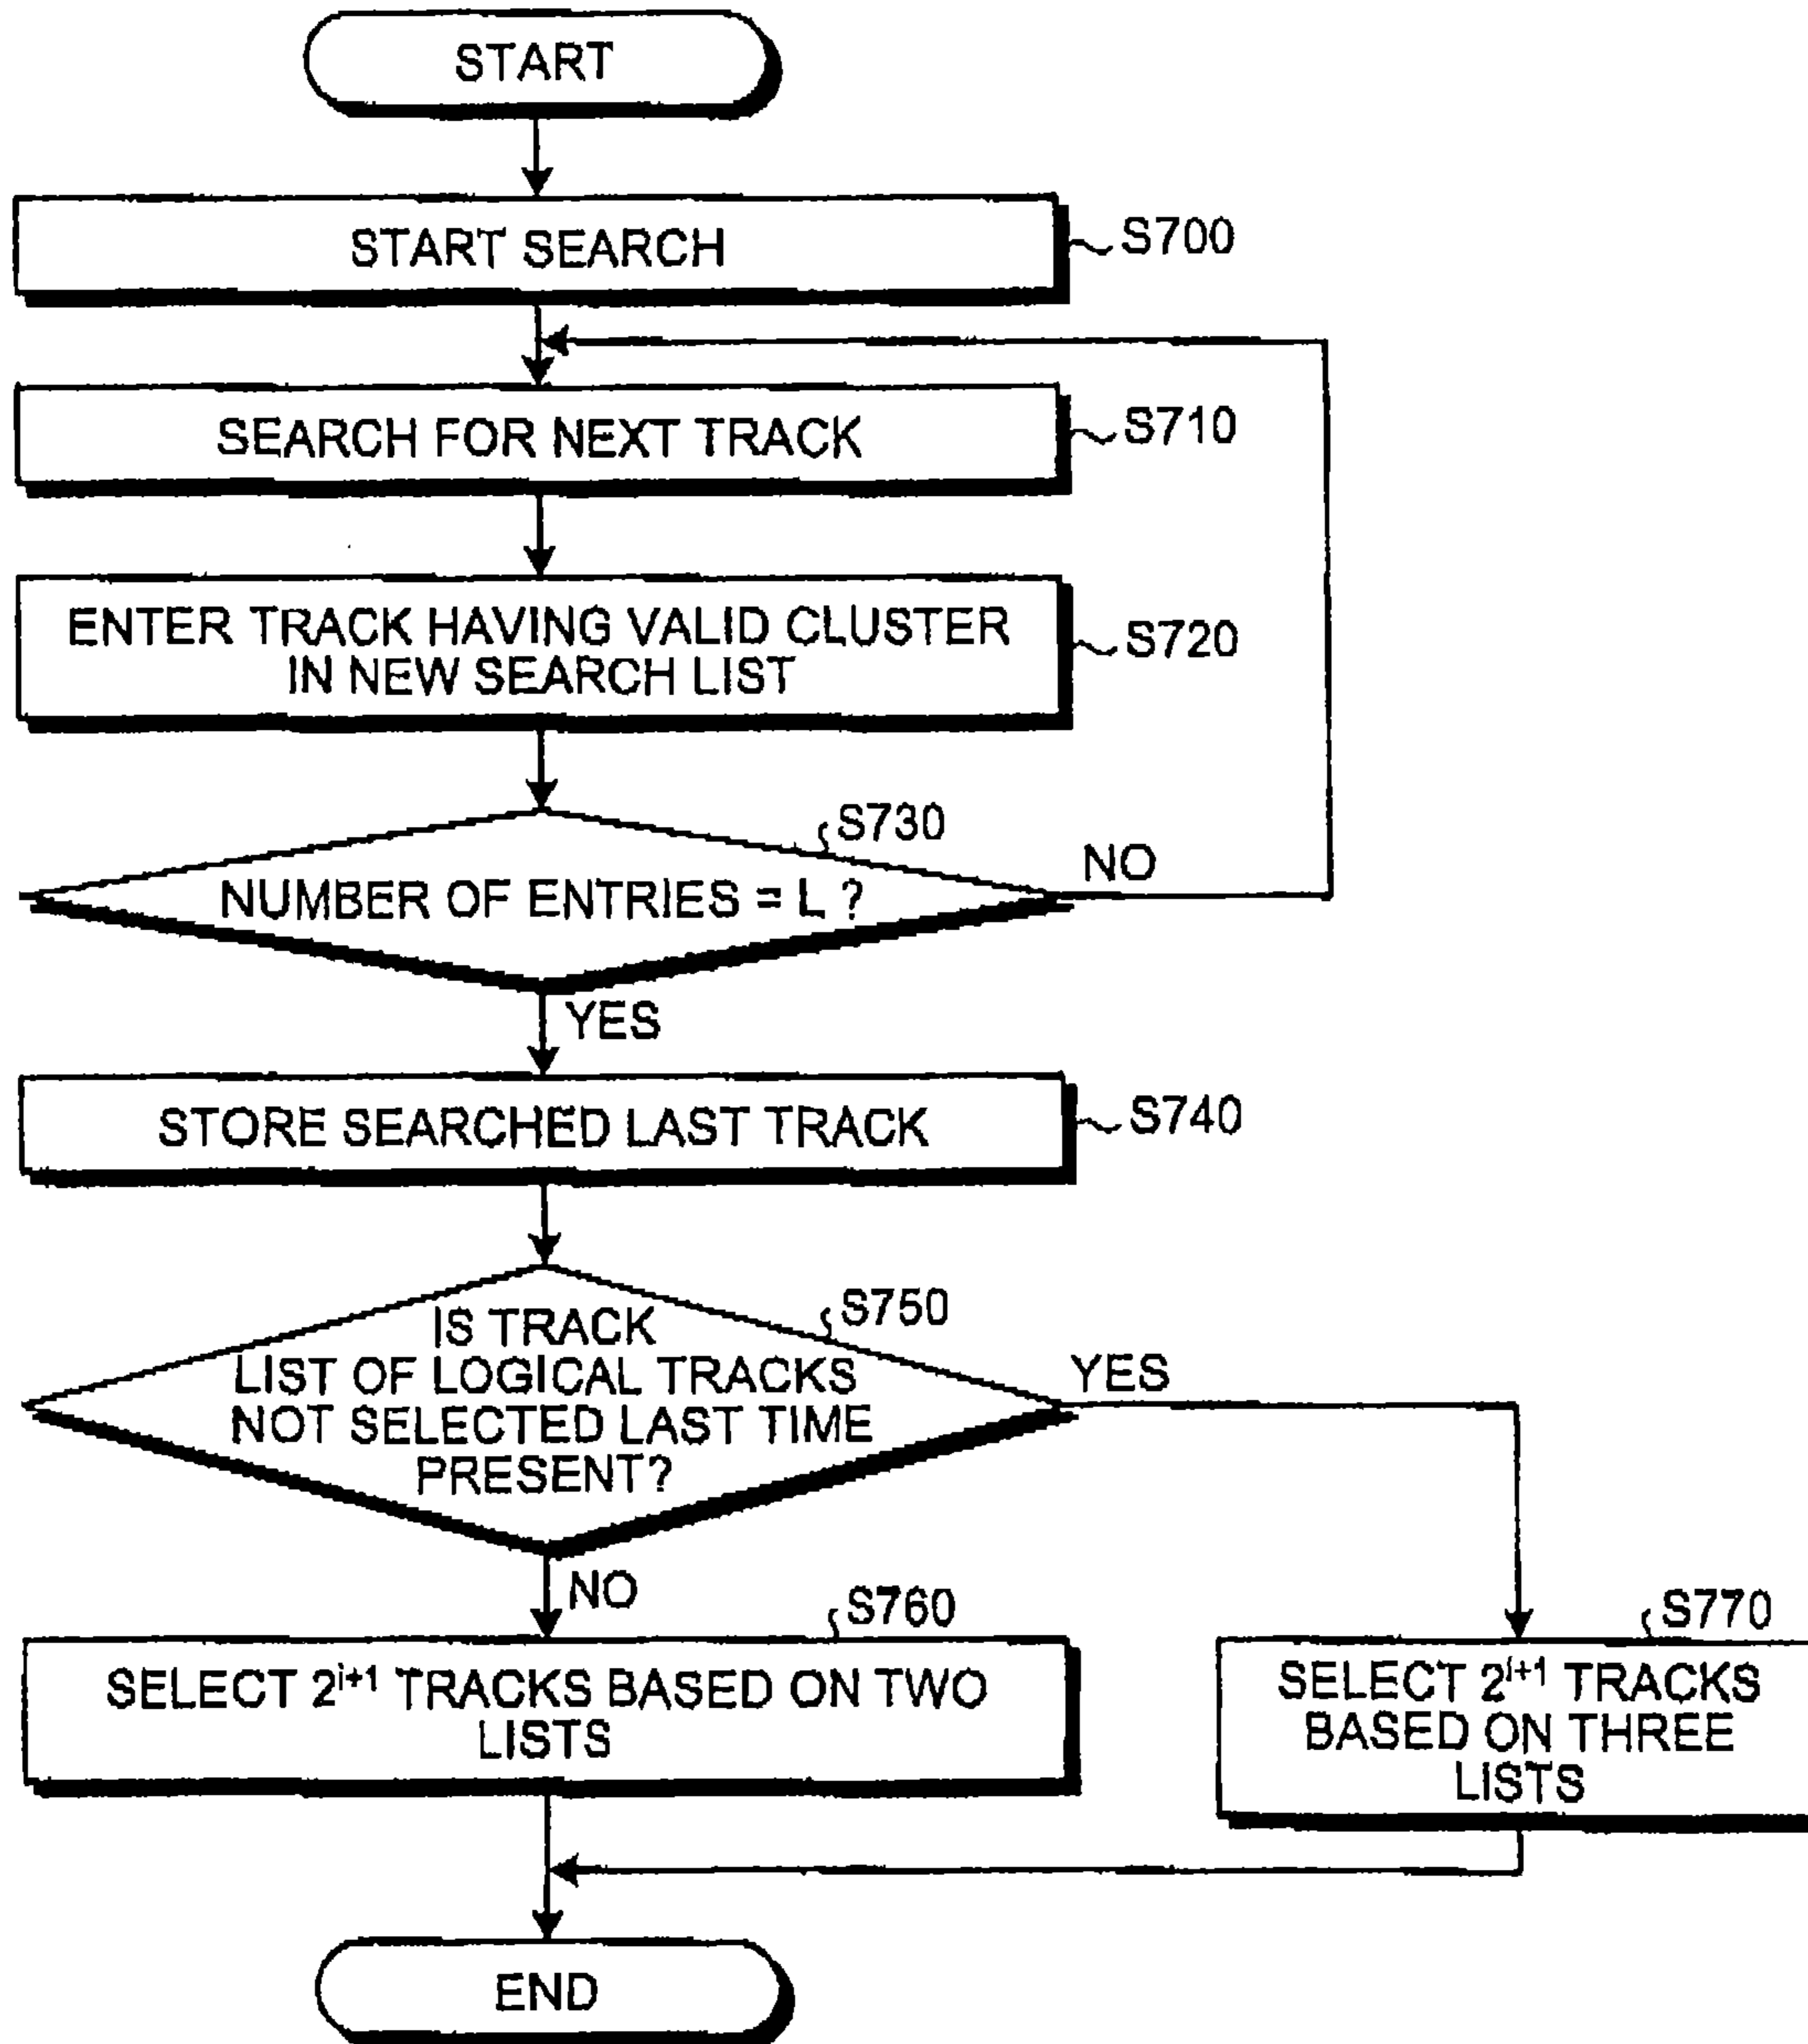 START
START SEARCH
S700
SEARCH FOR NEXT TRACK
S710
ENTER TRACK HAVING VALID CLUSTER
IN NEW SEARCH LIST
S720
S730
NUMBER OF ENTRIES = L ?
NO
YES
STORE SEARCHED LAST TRACK
S740
S750
IS TRACK
LIST OF LOGICAL TRACKS
NOT SELECTED LAST TIME
PRESENT?
YES
NO
S760
SELECT 2^{i+1} TRACKS BASED ON TWO
LISTS
S770
SELECT 2^{i+1} TRACKS
BASED ON THREE
LISTS
END